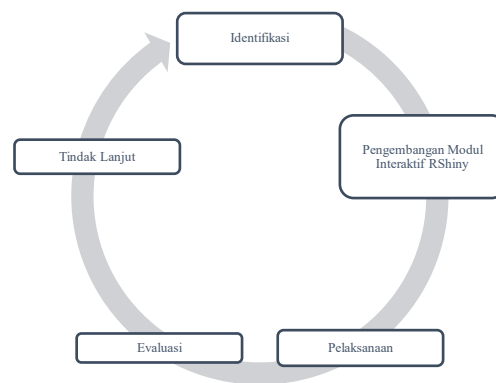 Identifikasi
Pengembangan Modul
Interaktif RShiny
Pelaksanaan
Evaluasi
Tindak Lanjut